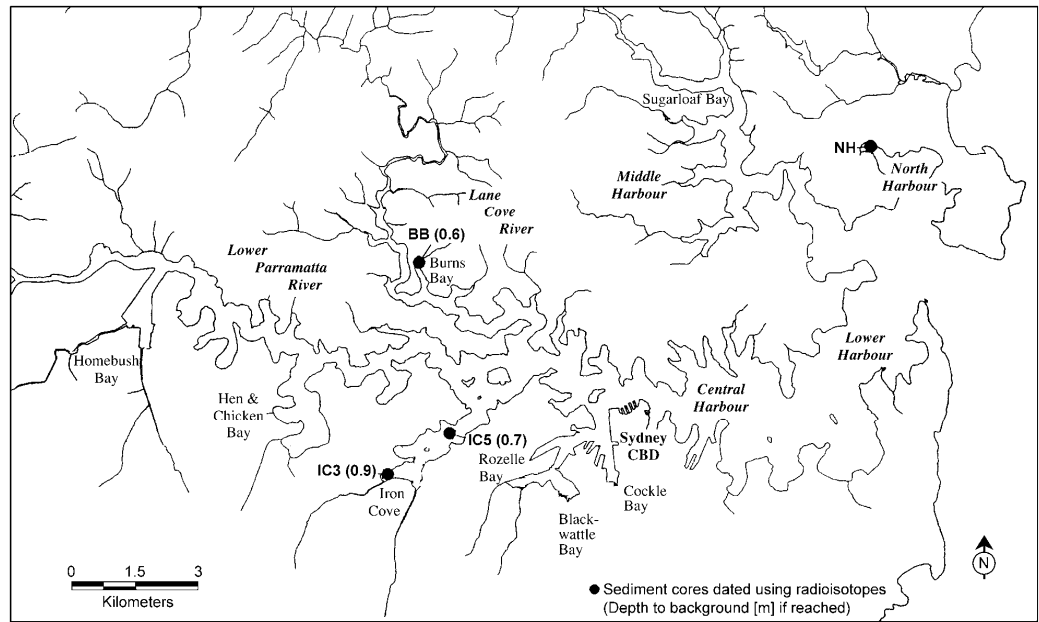 Sugarloaf Bay
NH
North
Harbour
Middle
Harbour
Lane
Cove
River
BB (0.6)
Burns
Bay
Lower
Parramatta
River
Homebush
Bay
Lower
Harbour
Hen &
Chicken
Bay
Central
Harbour
IC5 (0.7)
Rozelle
Bay
Sydney
CBD
IC3 (0.9)
Iron
Cove
Cockle
Bay
Black-
wattle
Bay
0 1.5 3
Kilometers
N
Sediment cores dated using radioisotopes
(Depth to background [m] if reached)